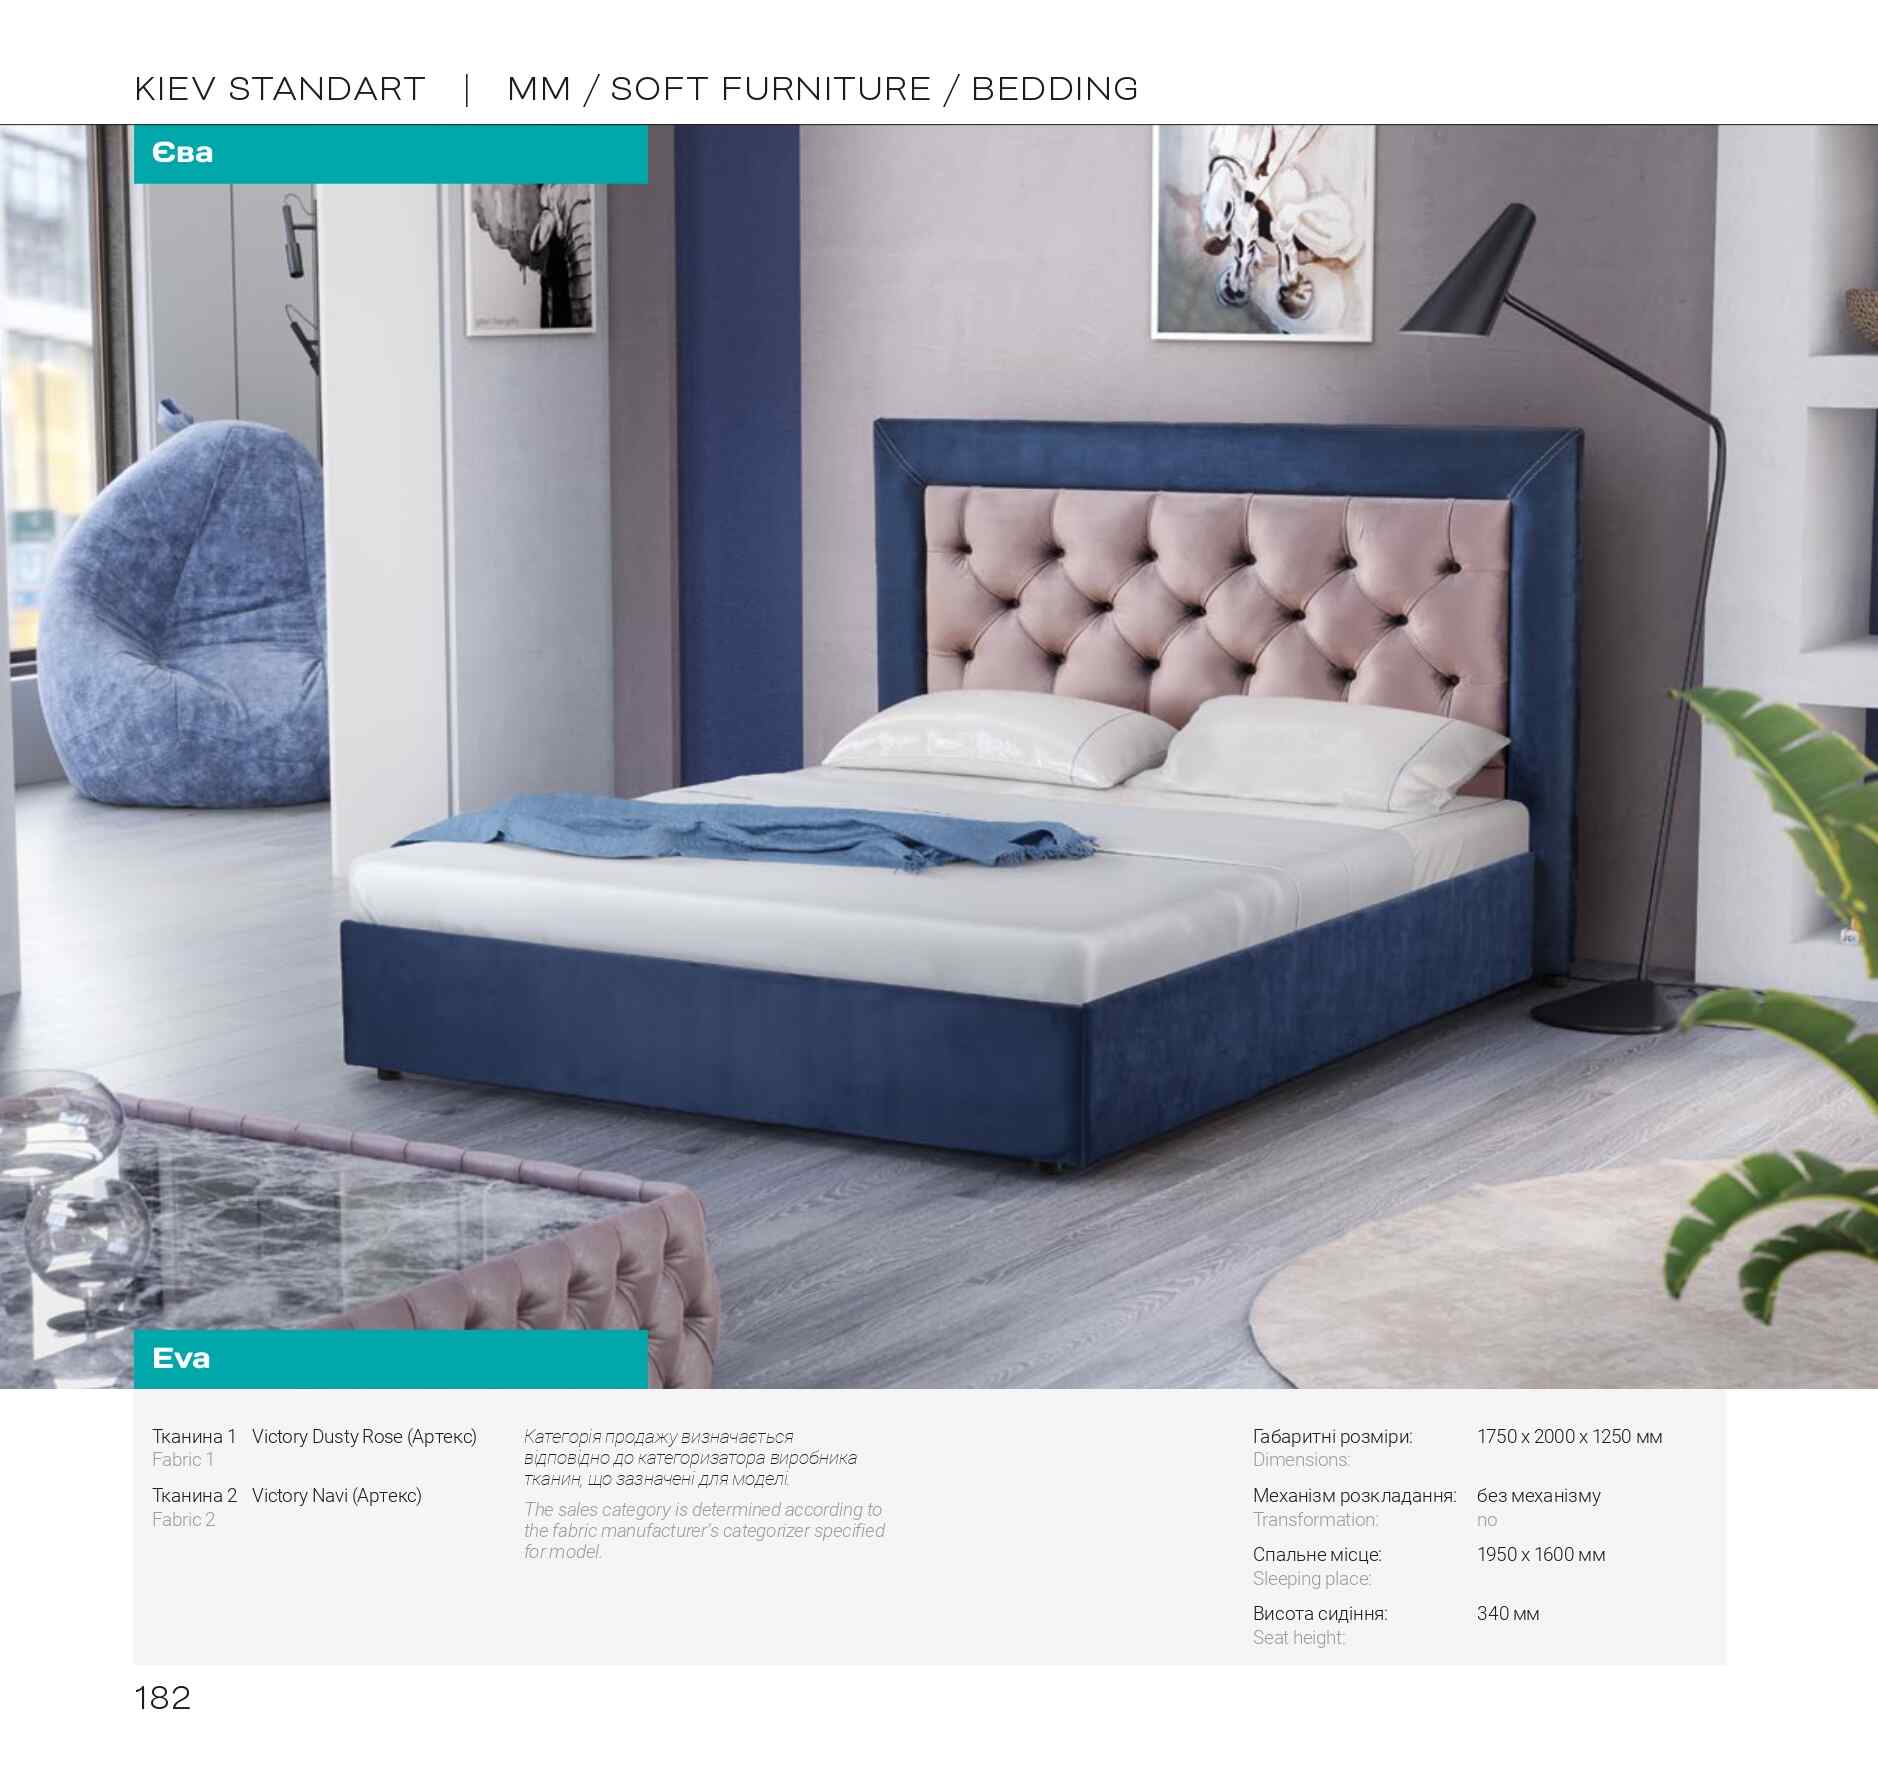 KIEV STANDART | MM / SOFT FURNITURE / BEDDING
Єва
Eva
Тканина 1 Victory Dusty Rose (Артекс)
Fabric 1
Тканина 2 Victory Navi (Артекс)
Fabric 2
Категорія продажу визначається
відповідно до категоризатора виробника
тканин, що зазначені для моделі.
The sales category is determined according to
the fabric manufacturer's categorizer specified
for model.
Габаритні розміри: 1750 x 2000 x 1250 мм
Dimensions:
Механізм розкладання: без механізму
Transformation: no
Спальне місце: 1950 x 1600 мм
Sleeping place:
Висота сидіння: 340 мм
Seat height:
182